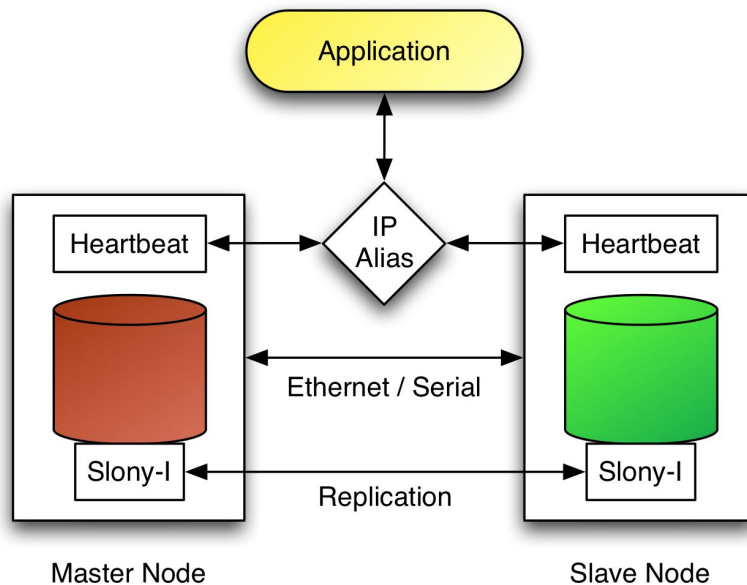 Application
IP
Alias
Heartbeat
Heartbeat
Ethernet / Serial
Slony-I
Slony-I
Replication
Master Node
Slave Node